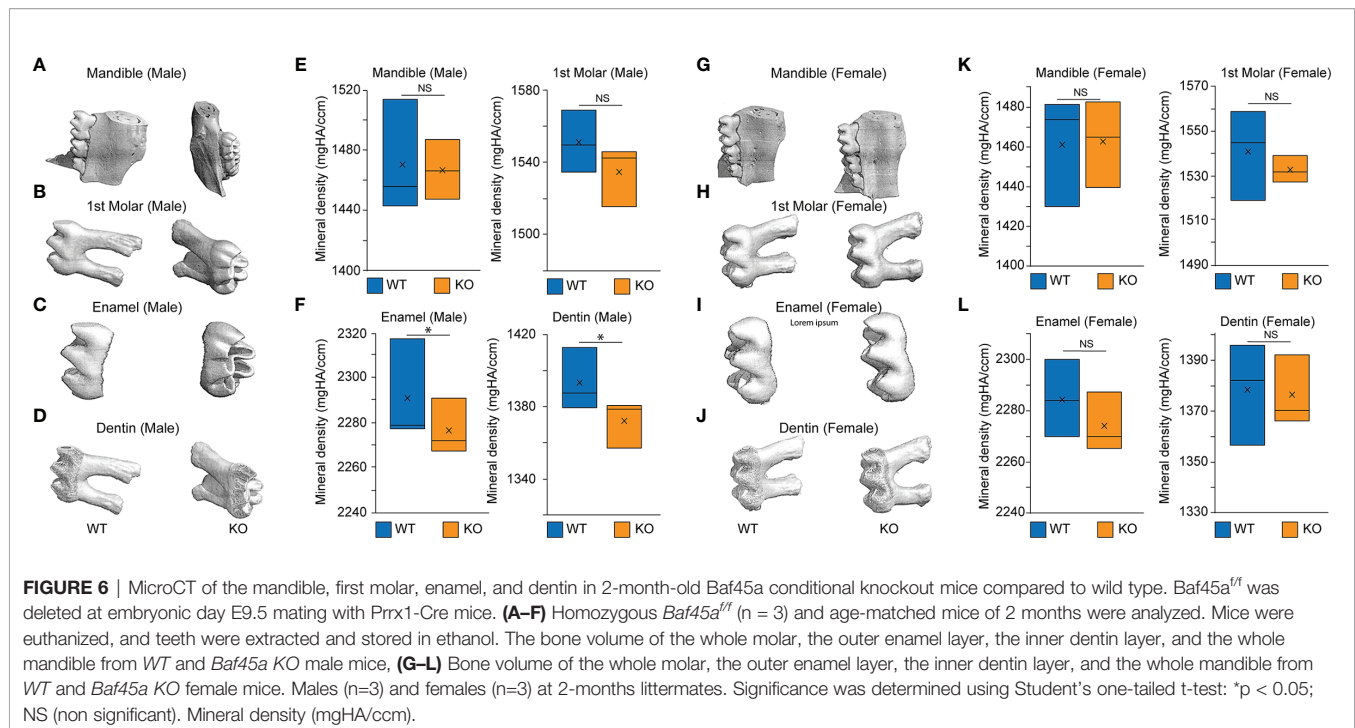 A
Mandible (Male)
B
1st Molar (Male)
C
Enamel (Male)
D
Dentin (Male)
WT
KO
E
Mandible (Male)
NS
Mineral density (mgHA/ccm)
1520
1480
1440
1400
WT
KO
1st Molar (Male)
NS
Mineral density (mgHA/ccm)
1580
1540
1500
WT
KO
F
Enamel (Male)
*
Mineral density (mgHA/ccm)
2320
2300
2290
2270
2260
2240
WT
KO
Dentin (Male)
*
Mineral density (mgHA/ccm)
1420
1380
1340
WT
KO
G
Mandible (Female)
H
1st Molar (Female)
I
Enamel (Female)
Lorem ipsum
J
Dentin (Female)
WT
KO
K
Mandible (Female)
NS
Mineral density (mgHA/ccm)
1480
1460
1440
1420
1400
WT
KO
1st Molar (Female)
NS
Mineral density (mgHA/ccm)
1570
1550
1530
1510
1490
WT
KO
L
Enamel (Female)
NS
Mineral density (mgHA/ccm)
2300
2280
2260
2240
WT
KO
Dentin (Female)
NS
Mineral density (mgHA/ccm)
1390
1370
1350
1330
WT
KO
FIGURE 6 | MicroCT of the mandible, first molar, enamel, and dentin in 2-month-old Baf45a conditional knockout mice compared to wild type. Baf45a^f/f was
deleted at embryonic day E9.5 mating with Prrx1-Cre mice. (A–F) Homozygous Baf45a^f/f (n = 3) and age-matched mice of 2 months were analyzed. Mice were
euthanized, and teeth were extracted and stored in ethanol. The bone volume of the whole molar, the outer enamel layer, the inner dentin layer, and the whole
mandible from WT and Baf45a KO male mice, (G–L) Bone volume of the whole molar, the outer enamel layer, the inner dentin layer, and the whole mandible from
WT and Baf45a KO female mice. Males (n=3) and females (n=3) at 2-months littermates. Significance was determined using Student's one-tailed t-test: *p < 0.05;
NS (non significant). Mineral density (mgHA/ccm).